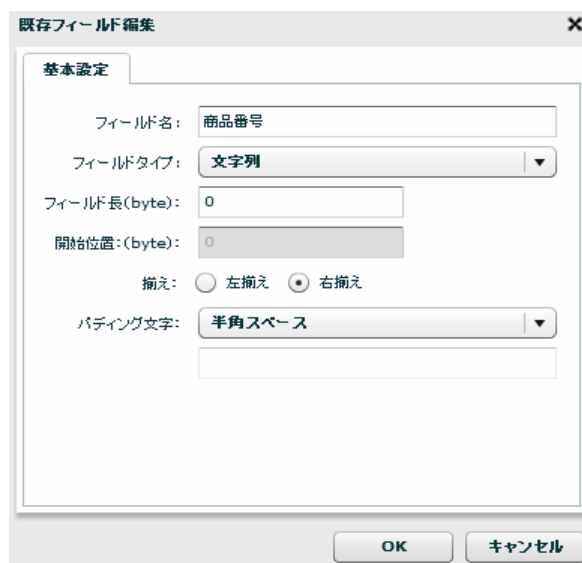 既存フィールド編集
基本設定
フィールド名: 商品番号
フィールドタイプ: 文字列
フィールド長(byte): 0
開始位置:(byte): 0
揃え: 左揃え 右揃え
パディング文字: 半角スペース
OK キャンセル